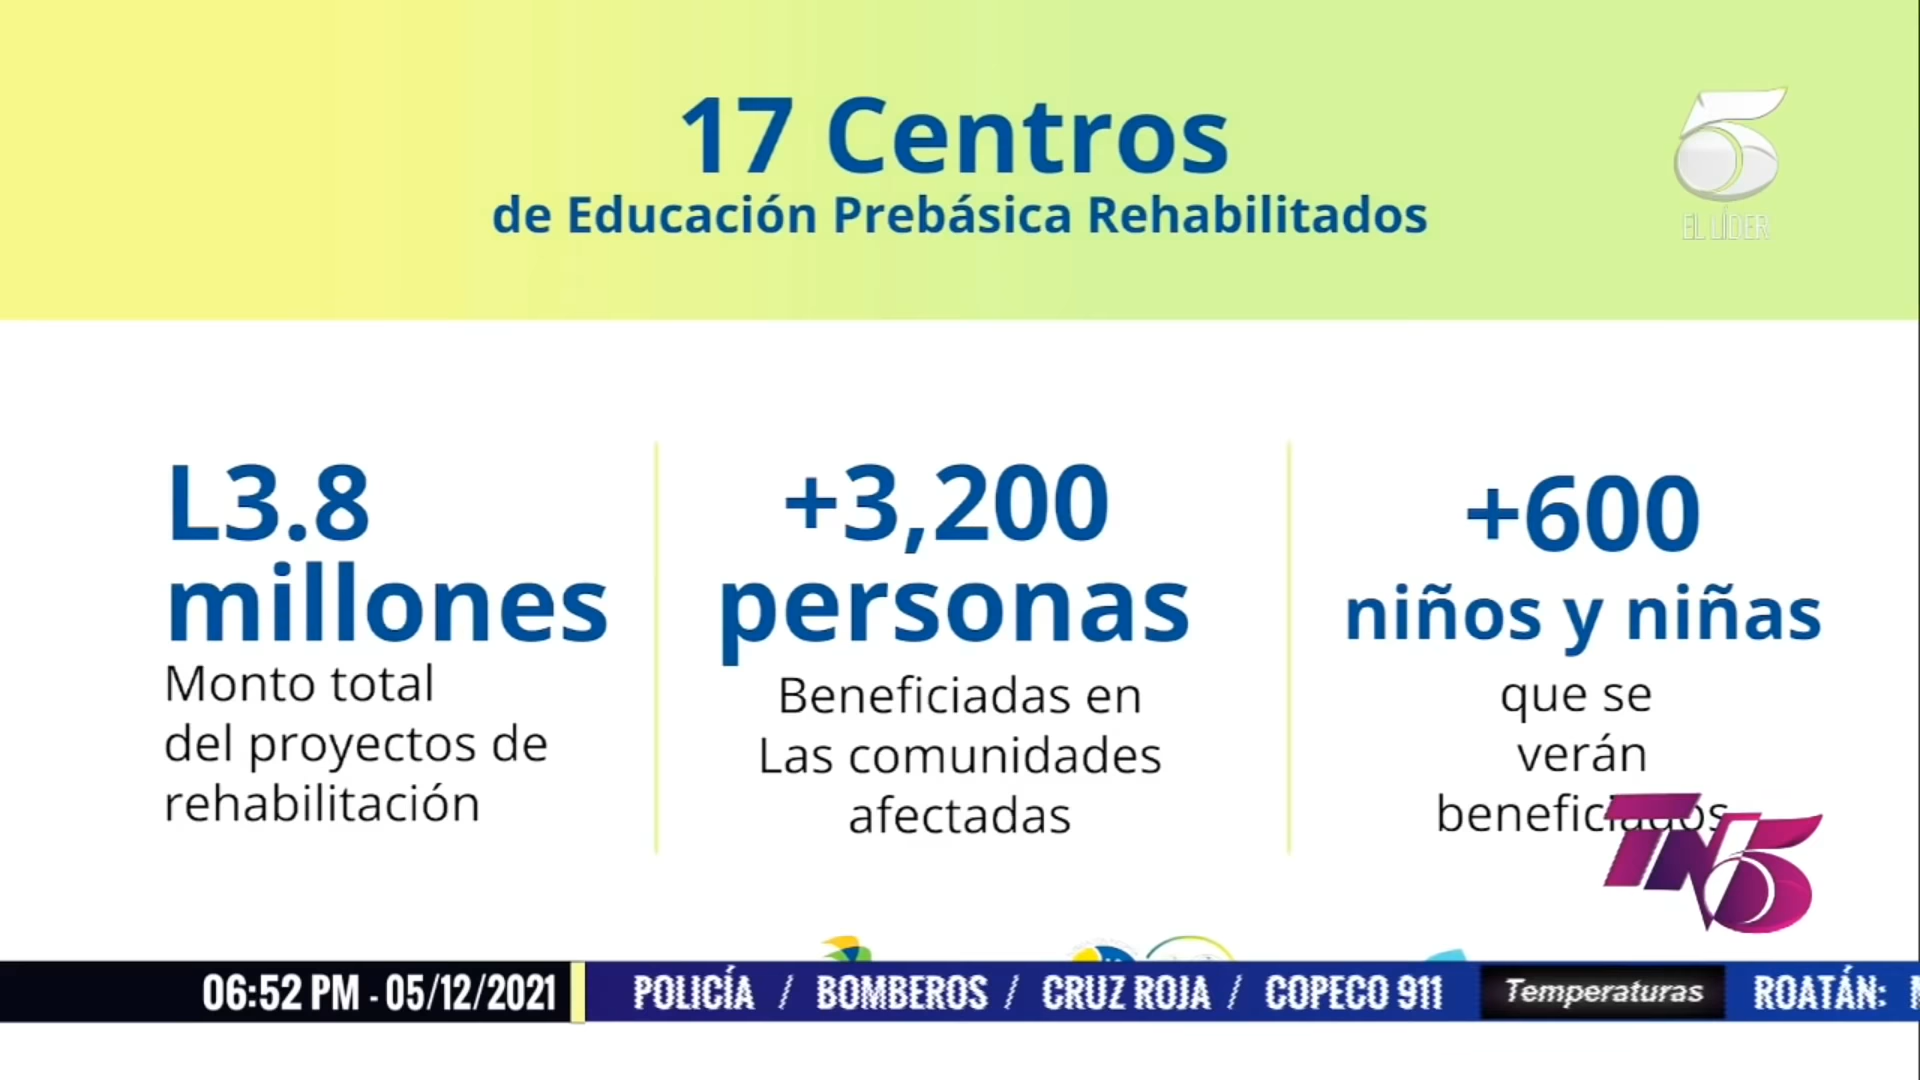 17 Centros
de Educación Prebásica Rehabilitados
5
EL LÍDER
L3.8
millones
Monto total
del proyectos de
rehabilitación
+3,200
personas
Beneficiadas en
Las comunidades
afectadas
+600
niños y niñas
que se
verán
beneficiados
TN5
06:52 PM - 05/12/2021
POLICÍA / BOMBEROS / CRUZ ROJA / COPECO 911
Temperaturas
ROATÁN: